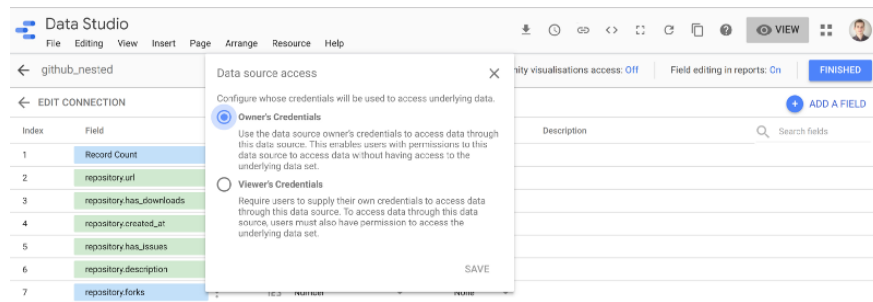 Data Studio
File Editing View Insert Page Arrange Resource Help
VIEW
github_nested
nity visualisations access: Off Field editing in reports: On FINISHED
EDIT CONNECTION
ADD A FIELD
Index Field Description Search fields
1 Record Count
2 repository.url
3 repository.has_downloads
4 repository.created_at
5 repository.has_issues
6 repository.description
7 repository.forks 123 Number None
Data source access
Configure whose credentials will be used to access underlying data.
Owner's Credentials
Use the data source owner's credentials to access data through
this data source. This enables users with permissions to this
data source to access data without having access to the
underlying data set.
Viewer's Credentials
Require users to supply their own credentials to access data
through this data source. To access data through this data
source, users must also have permission to access the
underlying data set.
SAVE